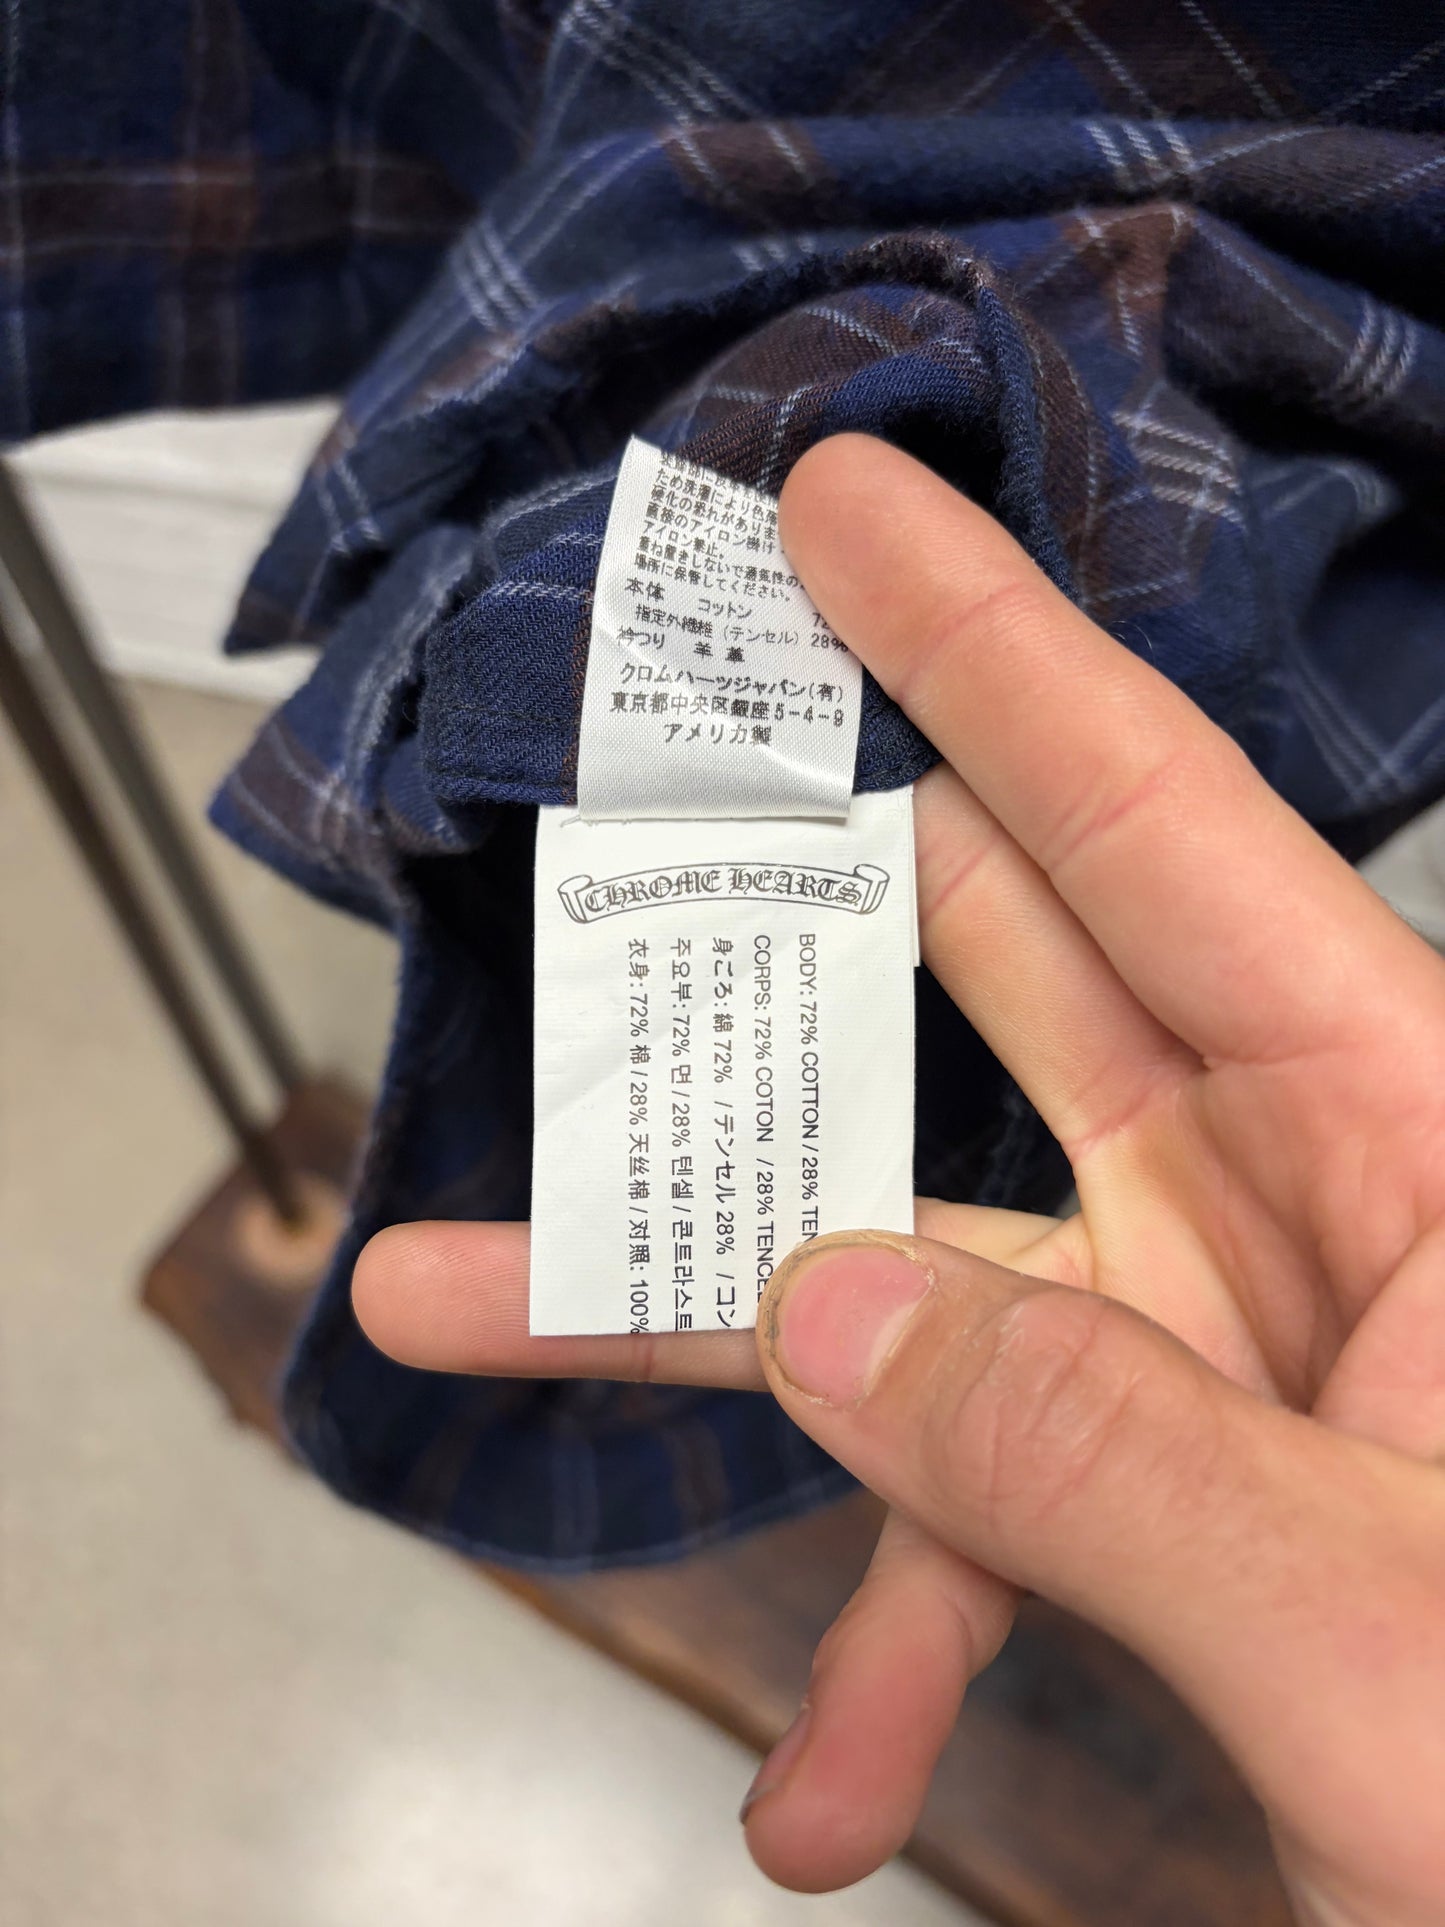 ため洗濯により色落
硬化の恐れがありま
直接のアイロン掛け
アイロン禁止。
重ね置きしないで通気性の
場所に保管してください。
本体 コットン 72
指定外繊維（テンセル）28%
衿つり 羊革
クロムハーツジャパン(有)
東京都中央区銀座5-4-9
アメリカ製
CHROME HEARTS
BODY: 72% COTTON / 28% TEN
CORPS: 72% COTON / 28% TENCE
身ごろ: 綿 72% / テンセル 28% / コン
주요부: 72% 면 / 28% 텐셀 / 콘트라스트
衣身: 72% 棉 / 28% 天丝棉 / 对照: 100%